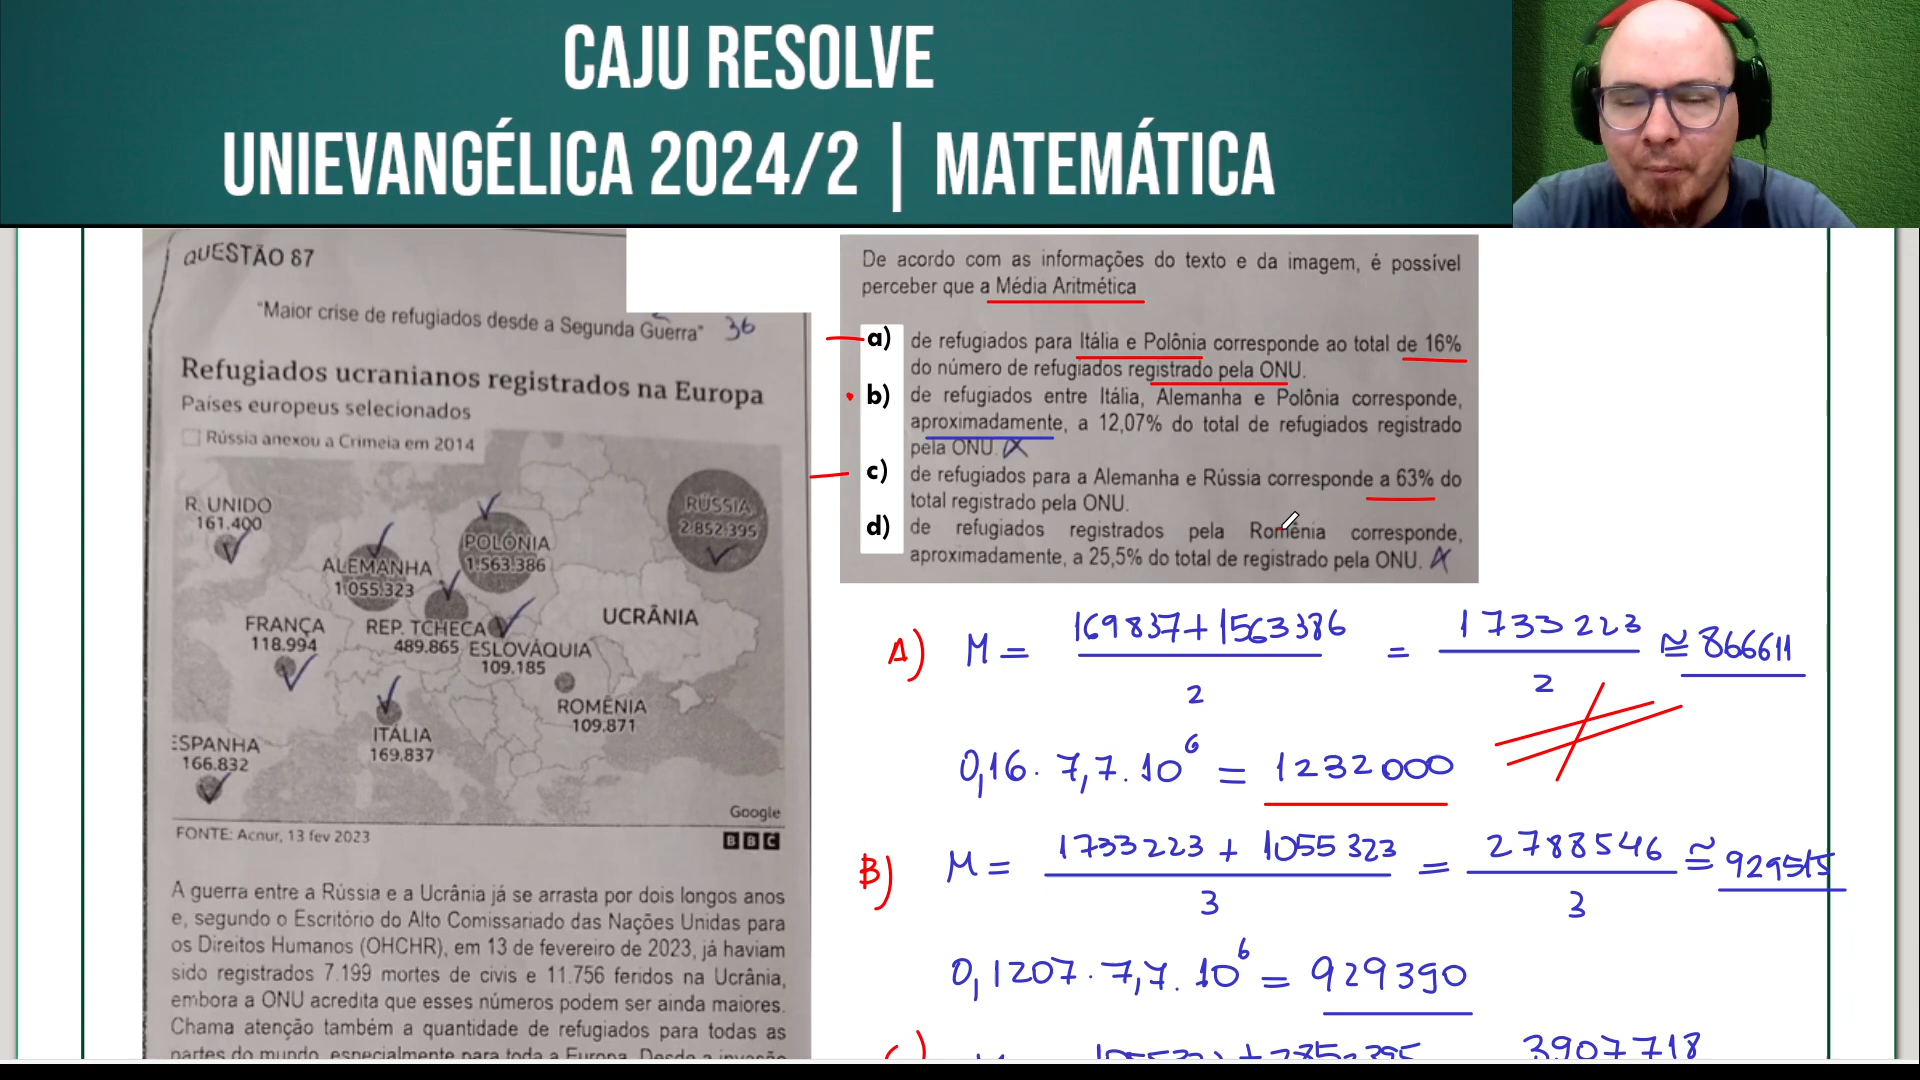 CAJU RESOLVE
UNIEVANGÉLICA 2024/2 | MATEMÁTICA
QUESTÃO 87
"Maior crise de refugiados desde a Segunda Guerra" 36
Refugiados ucranianos registrados na Europa
Países europeus selecionados
Rússia anexou a Crimeia em 2014
R. UNIDO
161.400
RÚSSIA
2.852.395
POLÔNIA
1.563.386
ALEMANHA
1.055.323
UCRÂNIA
FRANÇA
118.994
REP. TCHECA
489.865
ESLOVÁQUIA
109.185
ROMÊNIA
109.871
ITÁLIA
169.837
ESPANHA
166.832
Google
FONTE: Acnur, 13 fev 2023
BBC
A guerra entre a Rússia e a Ucrânia já se arrasta por dois longos anos
e, segundo o Escritório do Alto Comissariado das Nações Unidas para
os Direitos Humanos (OHCHR), em 13 de fevereiro de 2023, já haviam
sido registrados 7.199 mortes de civis e 11.756 feridos na Ucrânia,
embora a ONU acredita que esses números podem ser ainda maiores.
Chama atenção também a quantidade de refugiados para todas as
partes do mundo, especialmente para toda a Europa. Desde a invasão
De acordo com as informações do texto e da imagem, é possível
perceber que a Média Aritmética
a) de refugiados para Itália e Polônia corresponde ao total de 16%
do número de refugiados registrado pela ONU.
b) de refugiados entre Itália, Alemanha e Polônia corresponde,
aproximadamente, a 12,07% do total de refugiados registrado
pela ONU.
c) de refugiados para a Alemanha e Rússia corresponde a 63% do
total registrado pela ONU.
d) de refugiados registrados pela Romênia corresponde,
aproximadamente, a 25,5% do total de registrado pela ONU.
A) M = 169837+1563386 / 2 = 1733223 / 2 ≅ 866611
0,16 . 7,7 . 10^6 = 1232000
B) M = 1733223 + 1055323 / 3 = 2788546 / 3 ≅ 929515
0,1207 . 7,7 . 10^6 = 929390
C) M 1055323 + 2852395 3907718